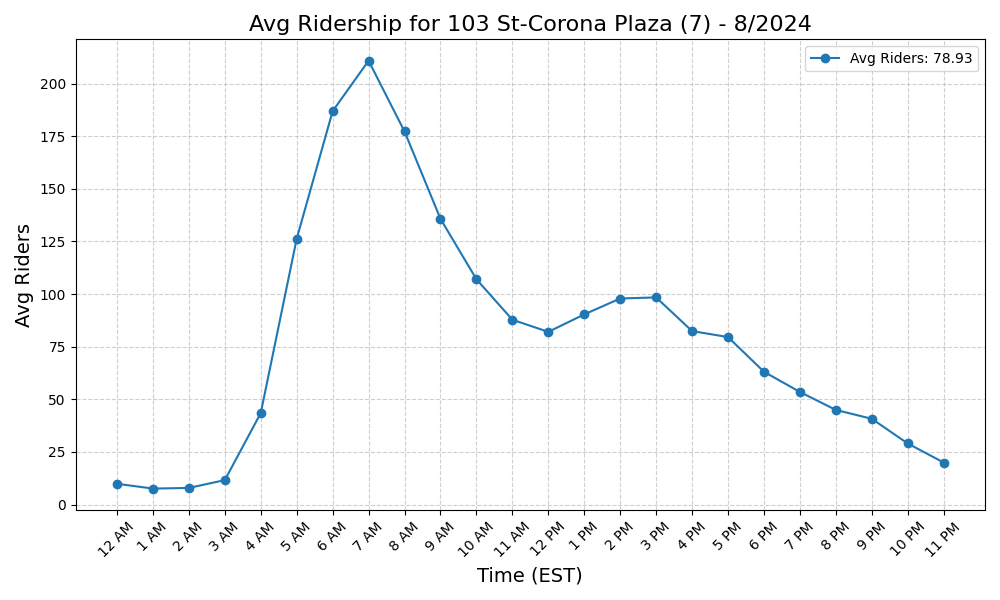 Avg Ridership for 103 St-Corona Plaza (7) - 8/2024
Avg Riders: 78.93
Avg Riders
200
175
150
125
100
75
50
25
0
12 AM
1 AM
2 AM
3 AM
4 AM
5 AM
6 AM
7 AM
8 AM
9 AM
10 AM
11 AM
12 PM
1 PM
2 PM
3 PM
4 PM
5 PM
6 PM
7 PM
8 PM
9 PM
10 PM
11 PM
Time (EST)